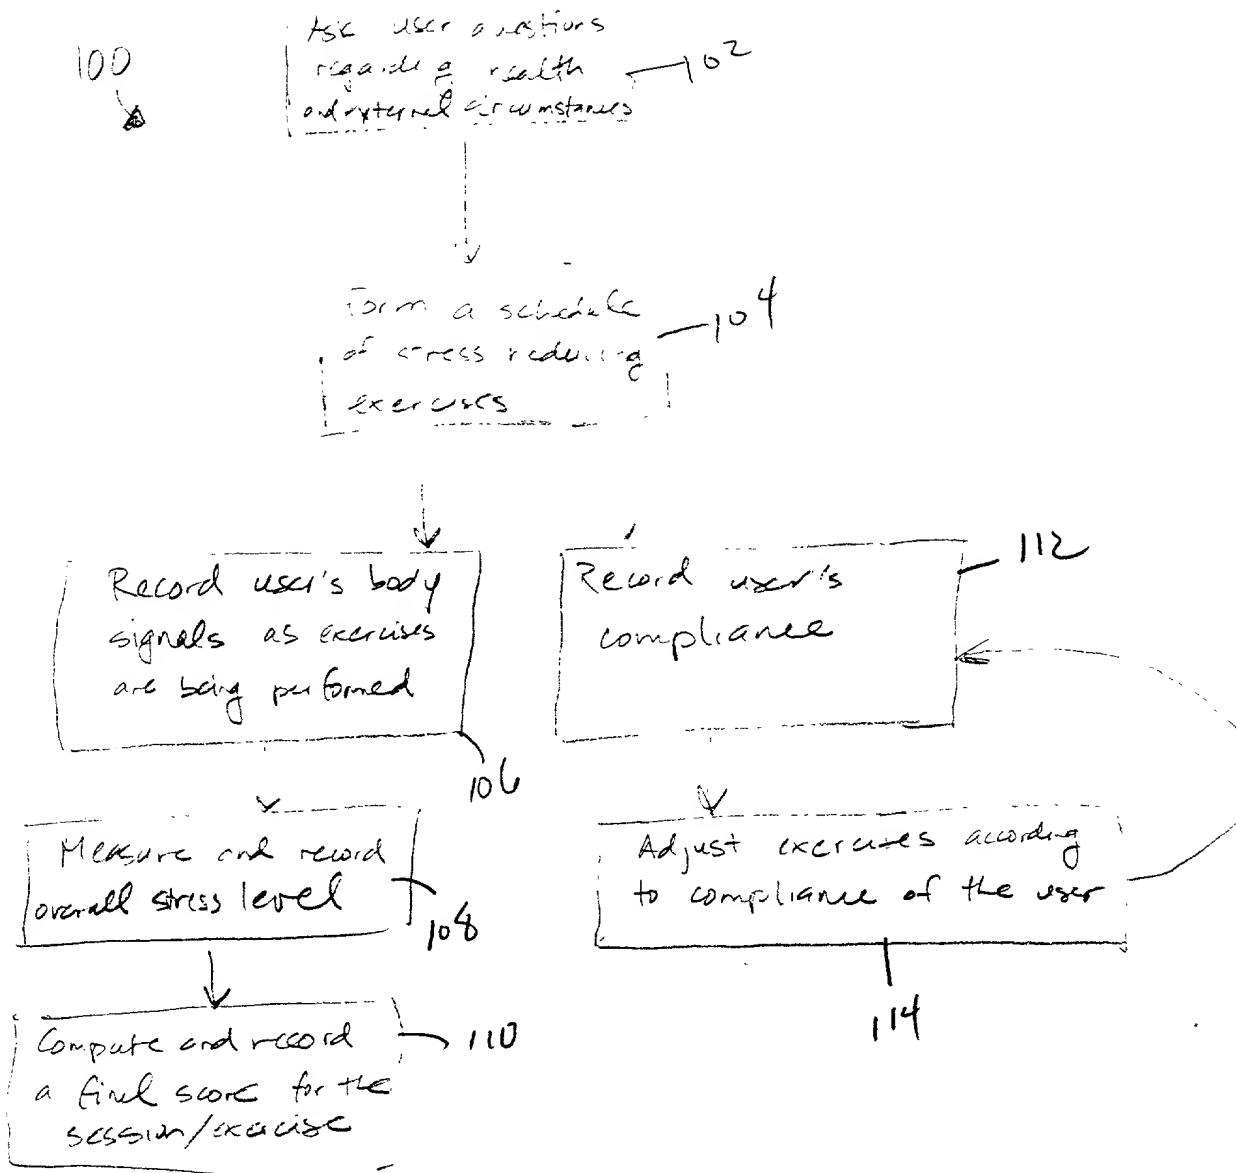 100
Ask user questions
regarding health
and external circumstances
102
Form a schedule
of stress reducing
exercises
104
Record user's body
signals as exercises
are being performed
106
Record user's
compliance
112
Measure and record
overall stress level
108
Adjust exercises according
to compliance of the user
114
Compute and record
a final score for the
session/exercise
110